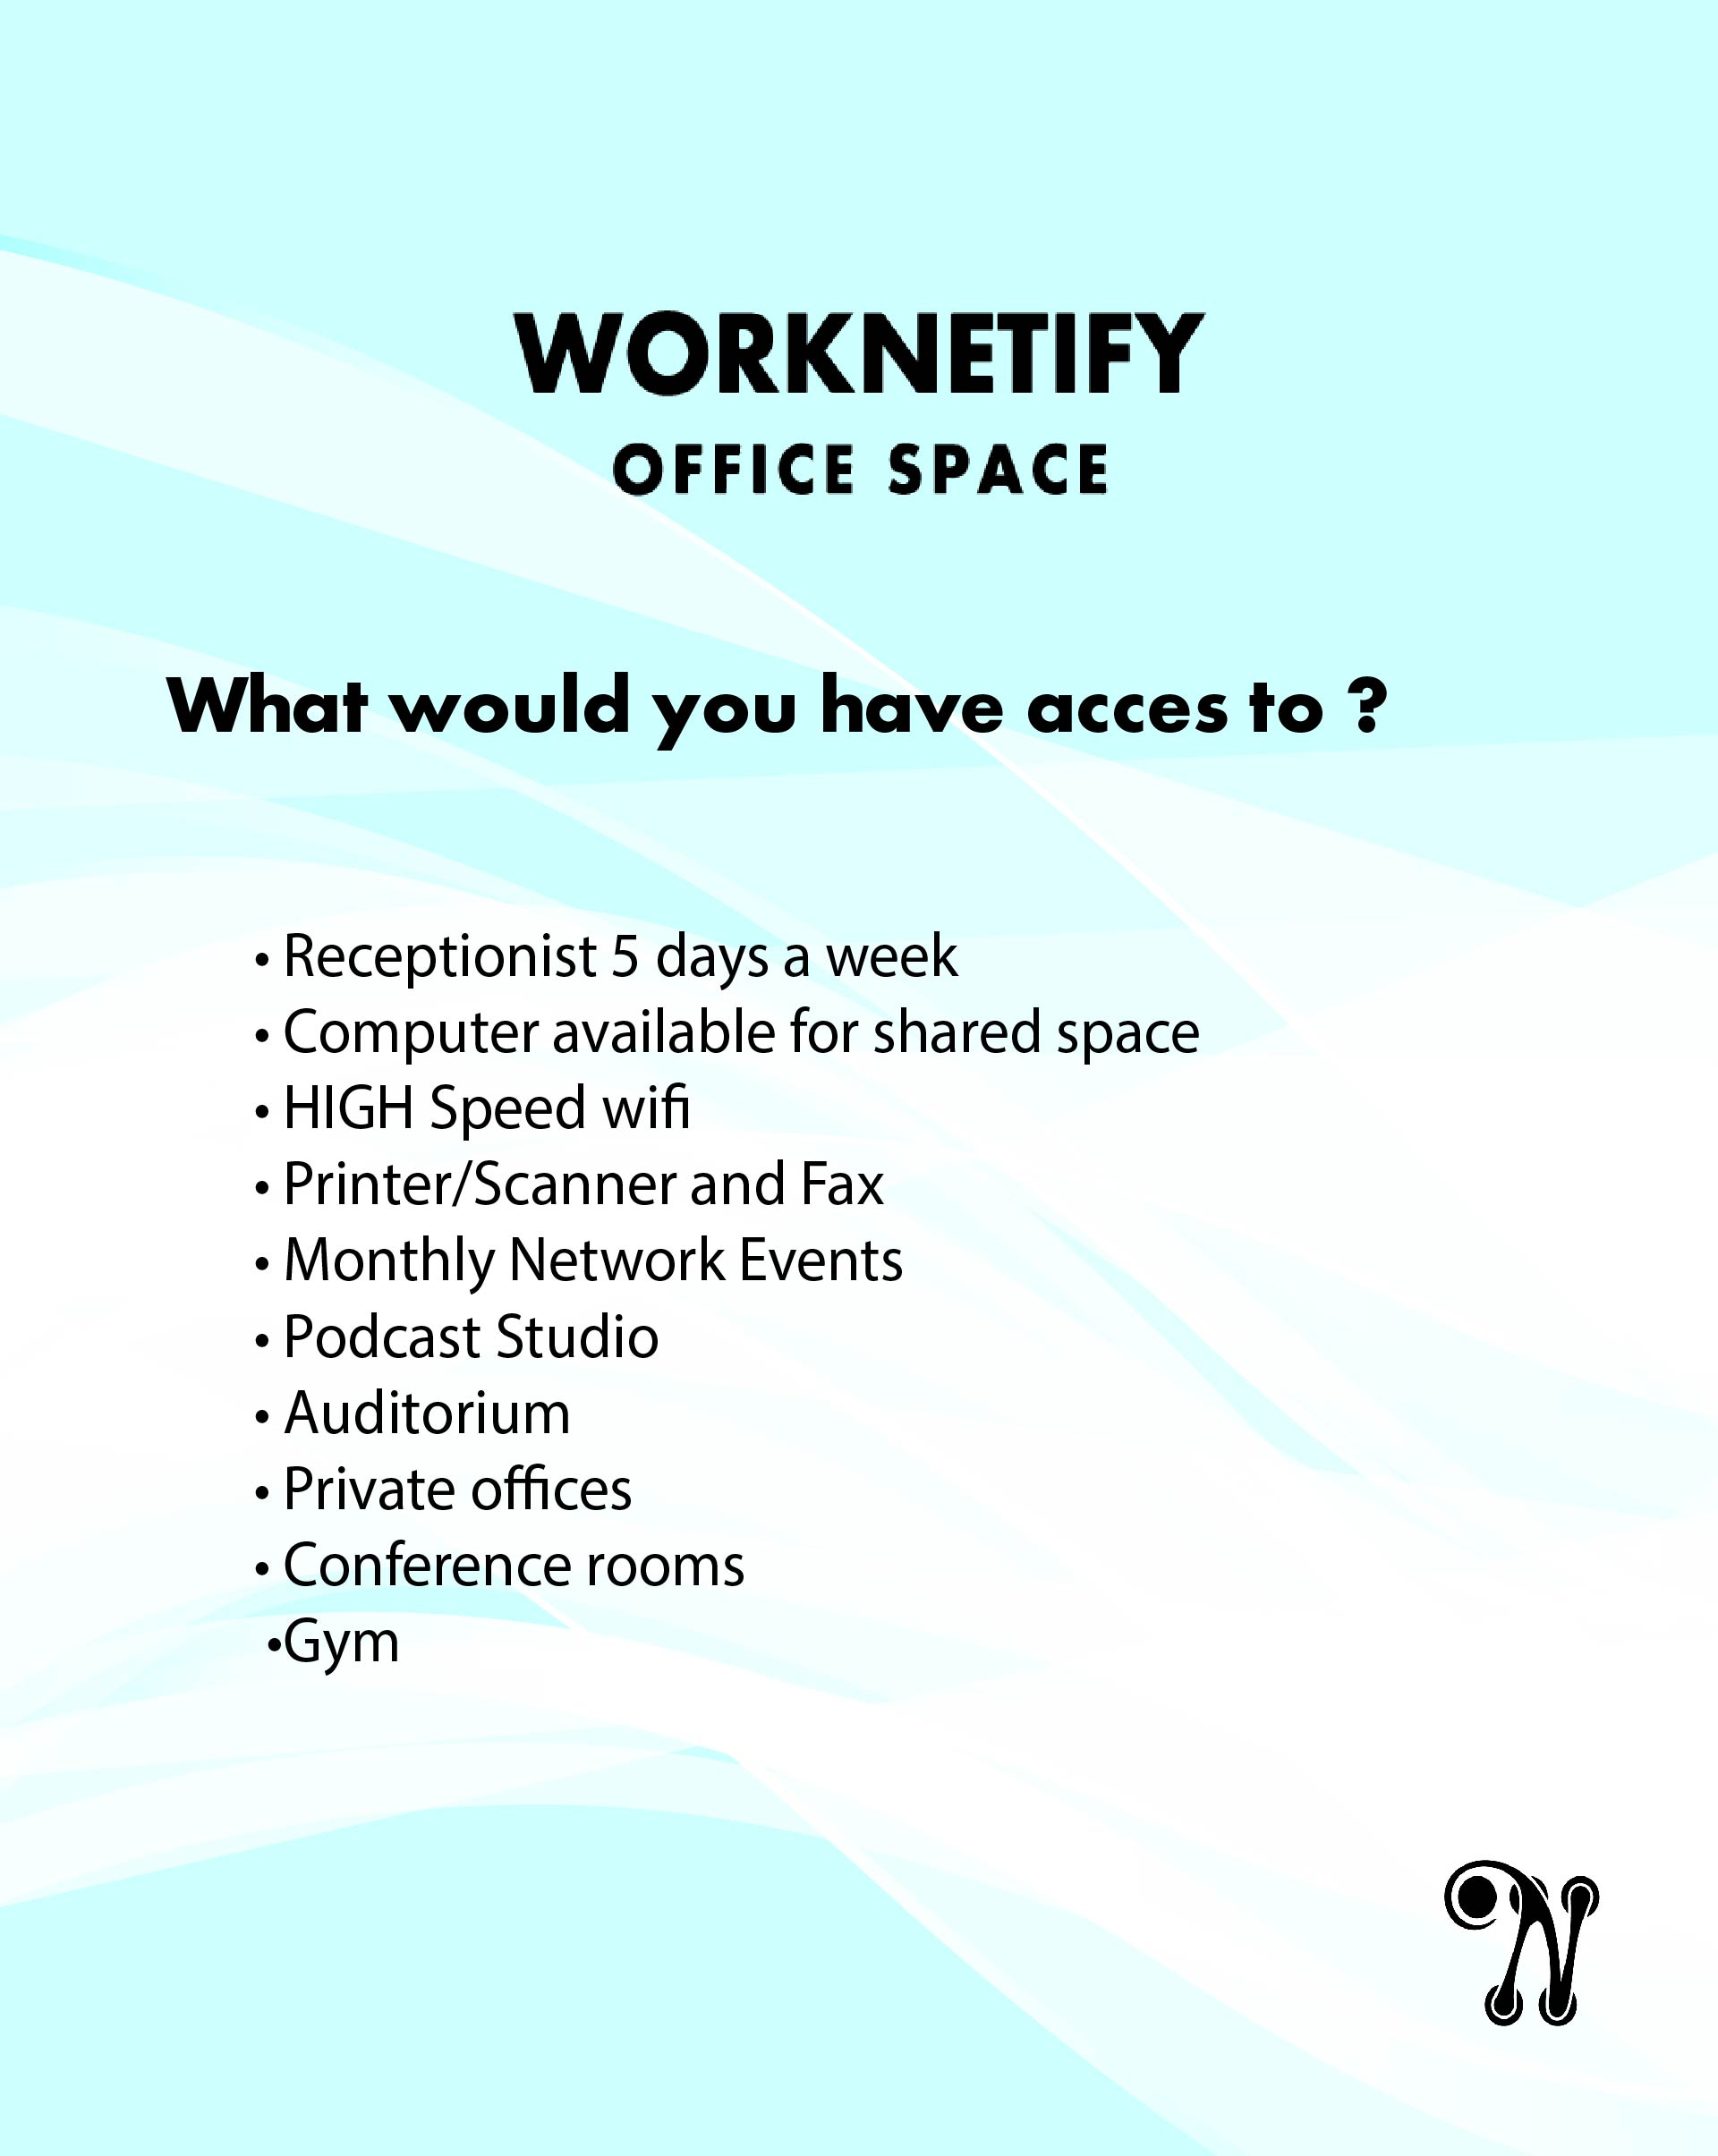 WORKNETIFY
OFFICE SPACE
What would you have acces to ?
• Receptionist 5 days a week
• Computer available for shared space
• HIGH Speed wifi
• Printer/Scanner and Fax
• Monthly Network Events
• Podcast Studio
• Auditorium
• Private offices
• Conference rooms
•Gym
N